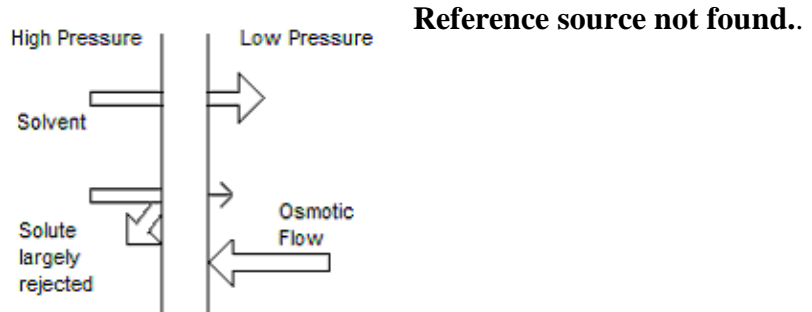 Reference source not found..
High Pressure
Low Pressure
Solvent
Solute
largely
rejected
Osmotic
Flow